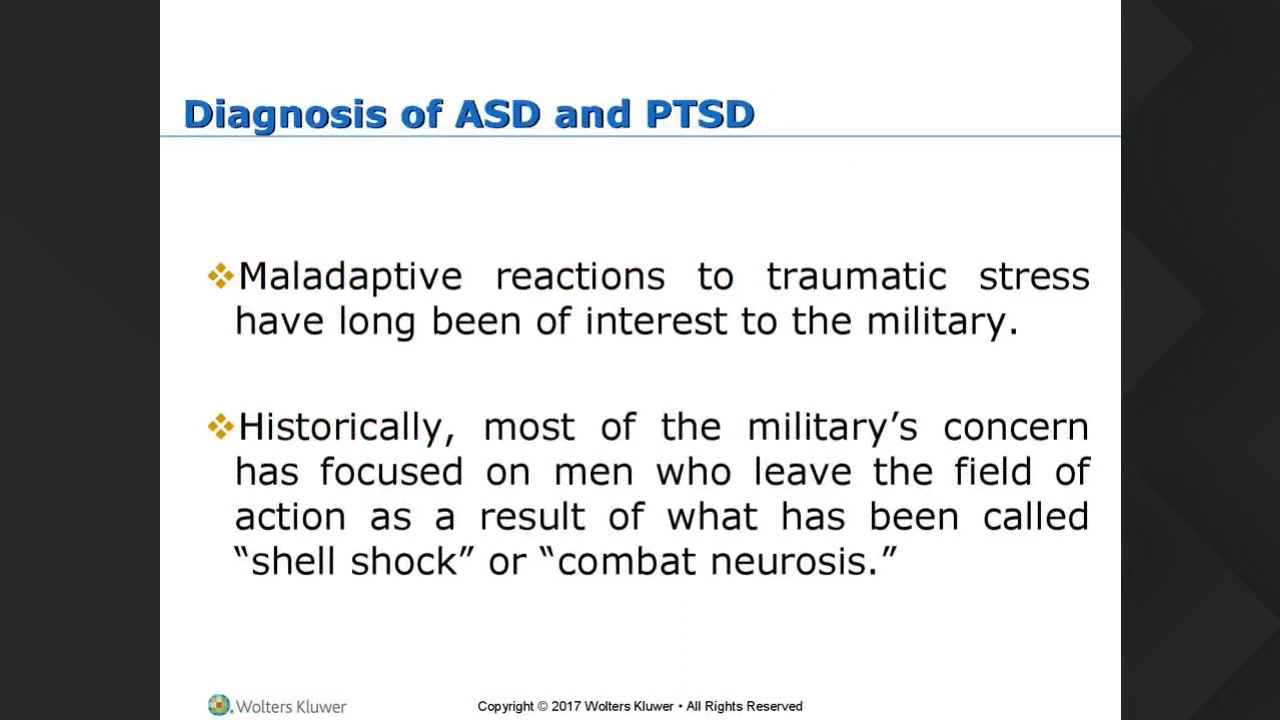 Diagnosis of ASD and PTSD
❖Maladaptive reactions to traumatic stress
have long been of interest to the military.
❖Historically, most of the military’s concern
has focused on men who leave the field of
action as a result of what has been called
“shell shock” or “combat neurosis.”
Wolters Kluwer
Copyright © 2017 Wolters Kluwer • All Rights Reserved